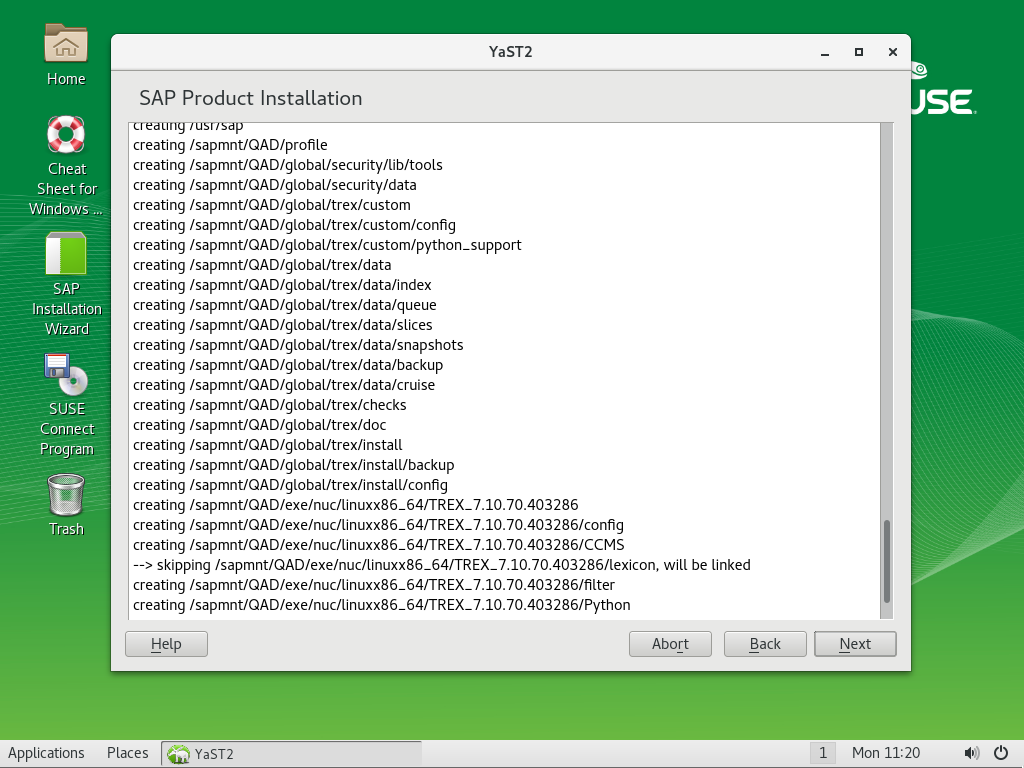 Home
Cheat
Sheet for
Windows ...
SAP
Installation
Wizard
SUSE
Connect
Program
Trash
YaST2
SAP Product Installation
creating /usr/sap
creating /sapmnt/QAD/profile
creating /sapmnt/QAD/global/security/lib/tools
creating /sapmnt/QAD/global/security/data
creating /sapmnt/QAD/global/trex/custom
creating /sapmnt/QAD/global/trex/custom/config
creating /sapmnt/QAD/global/trex/custom/python_support
creating /sapmnt/QAD/global/trex/data
creating /sapmnt/QAD/global/trex/data/index
creating /sapmnt/QAD/global/trex/data/queue
creating /sapmnt/QAD/global/trex/data/slices
creating /sapmnt/QAD/global/trex/data/snapshots
creating /sapmnt/QAD/global/trex/data/backup
creating /sapmnt/QAD/global/trex/data/cruise
creating /sapmnt/QAD/global/trex/checks
creating /sapmnt/QAD/global/trex/doc
creating /sapmnt/QAD/global/trex/install
creating /sapmnt/QAD/global/trex/install/backup
creating /sapmnt/QAD/global/trex/install/config
creating /sapmnt/QAD/exe/nuc/linuxx86_64/TREX_7.10.70.403286
creating /sapmnt/QAD/exe/nuc/linuxx86_64/TREX_7.10.70.403286/config
creating /sapmnt/QAD/exe/nuc/linuxx86_64/TREX_7.10.70.403286/CCMS
--> skipping /sapmnt/QAD/exe/nuc/linuxx86_64/TREX_7.10.70.403286/lexicon, will be linked
creating /sapmnt/QAD/exe/nuc/linuxx86_64/TREX_7.10.70.403286/filter
creating /sapmnt/QAD/exe/nuc/linuxx86_64/TREX_7.10.70.403286/Python
Help Abort Back Next
USE
Applications Places YaST2 1 Mon 11:20